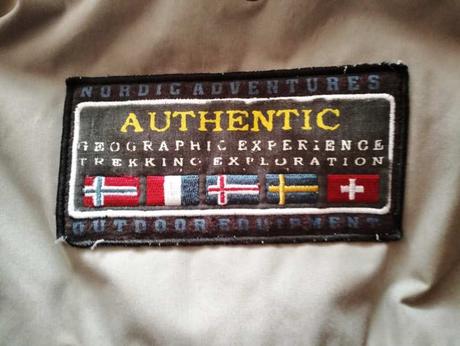 NORDIC ADVENTURES
AUTHENTIC
GEOGRAPHIC EXPERIENCE
TREKKING EXPLORATION
OUTDOOR EQUIPMENT